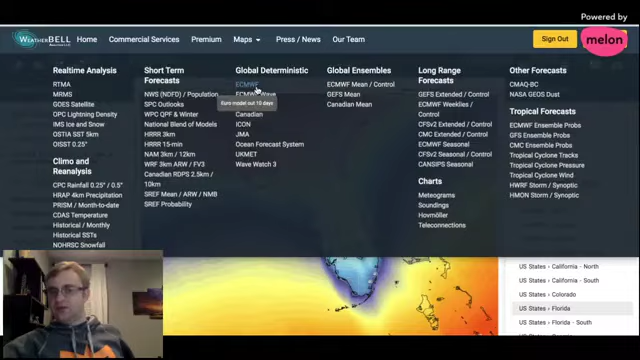 Powered by
melon
WEATHERBELL
Home
Commercial Services
Premium
Maps
Press / News
Our Team
Sign Out
Realtime Analysis
RTMA
MRMS
GOES Satellite
OPC Lightning Density
IMS Ice and Snow
OSTIA SST 5km
OISST 0.25°
Climo and
Reanalysis
CPC Rainfall 0.25° / 0.5°
HRAP 4km Precipitation
PRISM / Month-to-date
CDAS Temperature
Historical / Monthly
Historical SSTs
NOHRSC Snowfall
Short Term
Forecasts
NWS (NDFD) / Population
SPC Outlooks
WPC QPF & Winter
National Blend of Models
HRRR 3km
HRRR 15-min
NAM 3km / 12km
WRF 3km ARW / FV3
Canadian RDPS 2.5km /
10km
SREF Mean / ARW / NMB
SREF Probability
Global Deterministic
ECMWF
ECMWF Wave
Euro model out 10 days
Canadian
ICON
JMA
Ocean Forecast System
UKMET
Wave Watch 3
Global Ensembles
ECMWF Mean / Control
GEFS Mean
Canadian Mean
Long Range
Forecasts
GEFS Extended / Control
ECMWF Weeklies /
Control
CFSv2 Extended / Control
CMC Extended / Control
ECMWF Seasonal
CFSv2 Seasonal / Control
CANSIPS Seasonal
Charts
Meteograms
Soundings
Hovmöller
Teleconnections
Other Forecasts
CMAQ-BC
NASA GEOS Dust
Tropical Forecasts
ECMWF Ensemble Probs
GFS Ensemble Probs
Tropical Cyclone Tracks
Tropical Cyclone Pressure
Tropical Cyclone Wind
HWRF Storm / Synoptic
HMON Storm / Synoptic
US States › California - North
US States › California - South
US States › Colorado
US States › Florida
US States › Florida - South